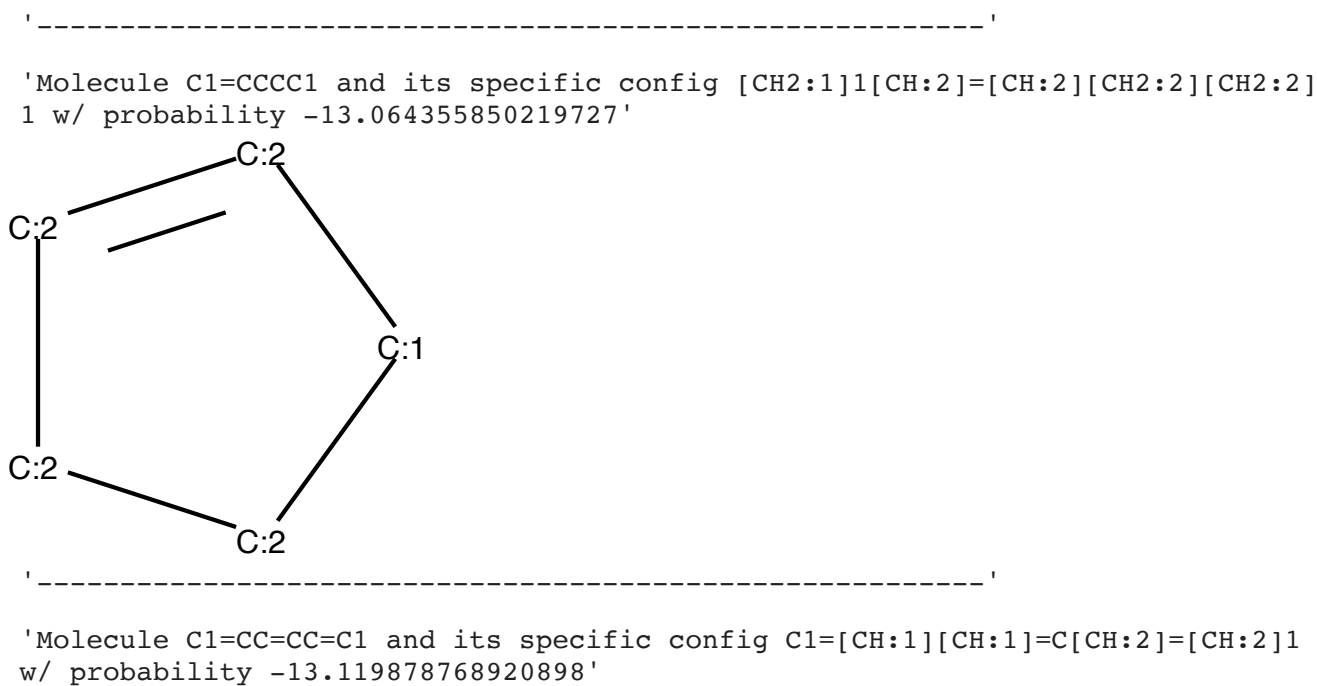 '---------------------------------------------------------'
'Molecule C1=CCCC1 and its specific config [CH2:1]1[CH:2]=[CH:2][CH2:2][CH2:2]
1 w/ probability -13.064355850219727'
C:2
C:2
C:1
C:2
C:2
'---------------------------------------------------------'
'Molecule C1=CC=CC=C1 and its specific config C1=[CH:1][CH:1]=C[CH:2]=[CH:2]1
w/ probability -13.119878768920898'